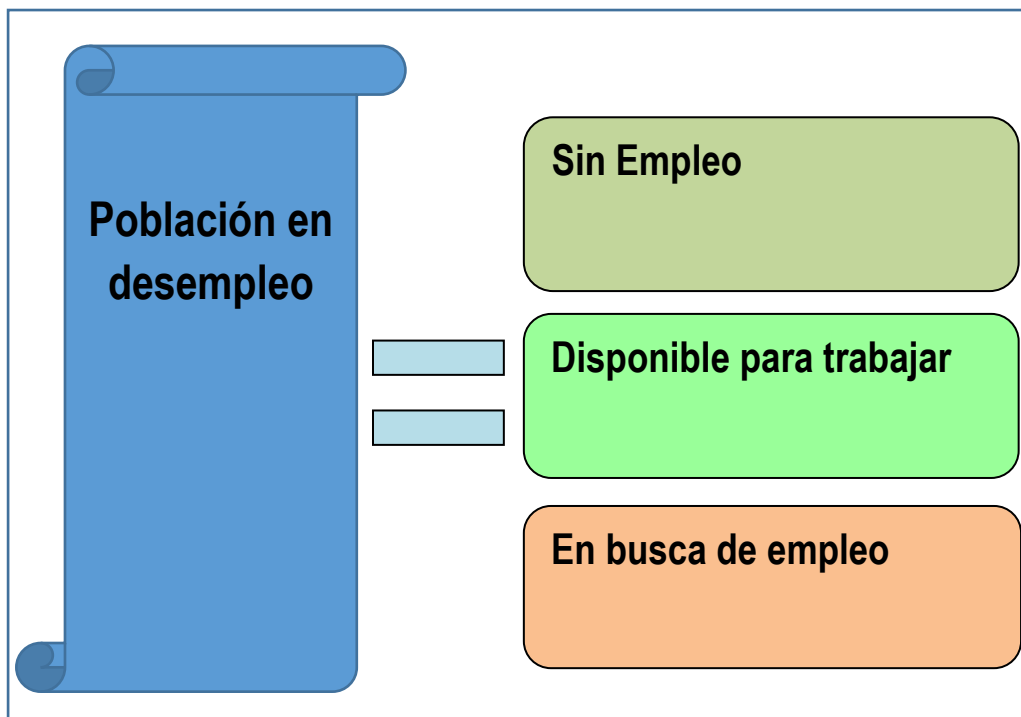 Población en
desempleo
Sin Empleo
Disponible para trabajar
En busca de empleo